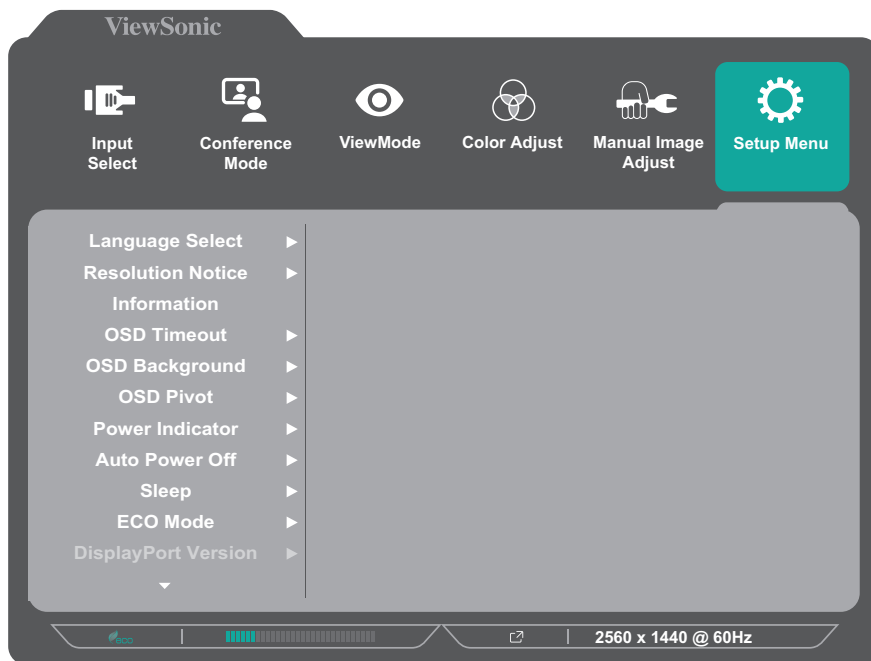 ViewSonic
Input
Select
Conference
Mode
ViewMode
Color Adjust
Manual Image
Adjust
Setup Menu
Language Select
Resolution Notice
Information
OSD Timeout
OSD Background
OSD Pivot
Power Indicator
Auto Power Off
Sleep
ECO Mode
DisplayPort Version
eco
2560 x 1440 @ 60Hz